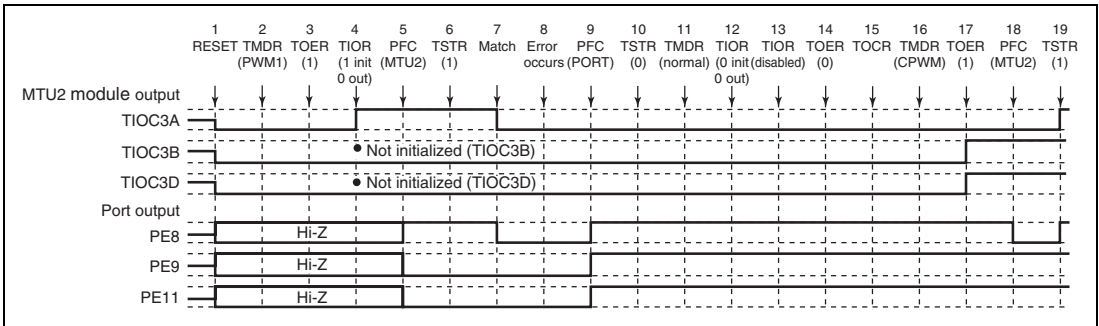 1 2 3 4 5 6 7 8 9 10 11 12 13 14 15 16 17 18 19
RESET TMDR TOER TIOR PFC TSTR Match Error PFC TSTR TMDR TIOR TIOR TOER TOCR TMDR TOER PFC TSTR
(PWM1) (1) (1 init (MTU2) (1) occurs (PORT) (0) (normal) (0 init (disabled) (0) (CPWM) (1) (MTU2) (1)
0 out) 0 out)
MTU2 module output
TIOC3A
TIOC3B • Not initialized (TIOC3B)
TIOC3D • Not initialized (TIOC3D)
Port output
PE8 Hi-Z
PE9 Hi-Z
PE11 Hi-Z